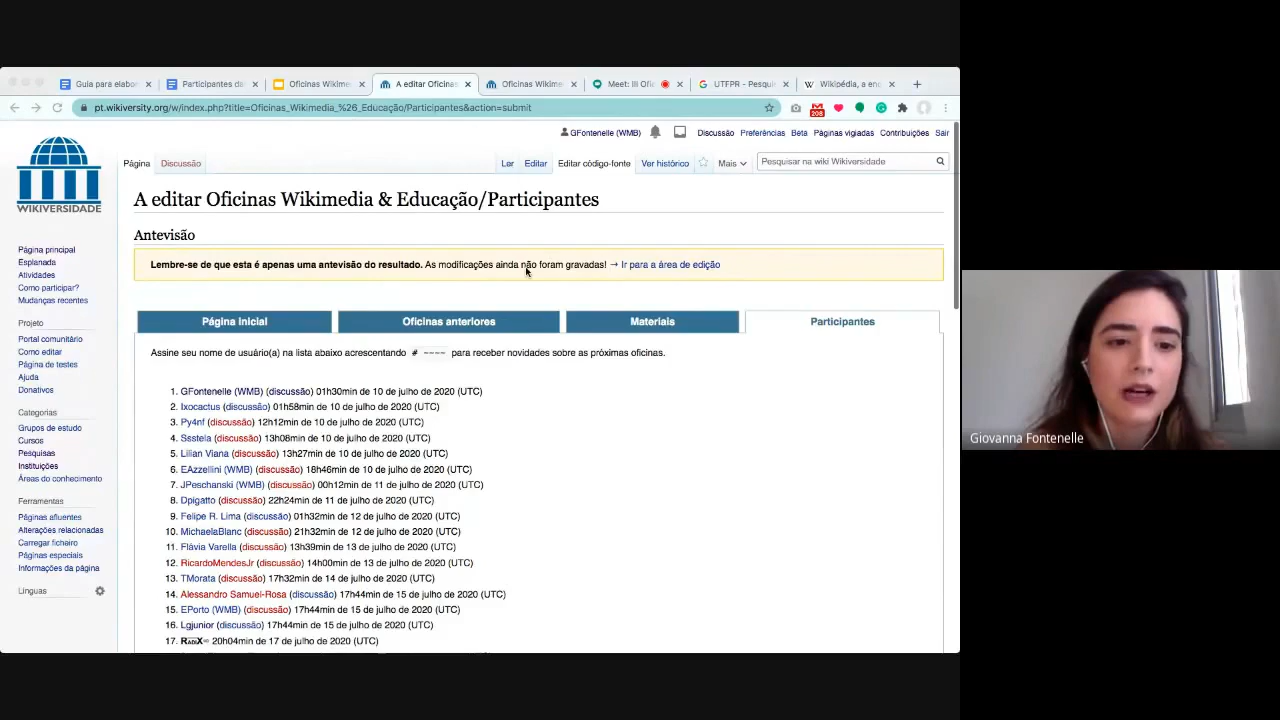 Guia para elabor
Participantes da
Oficinas Wikime
A editar Oficinas
Oficinas Wikime
Meet: III Ofic
UTFPR - Pesqui
Wikipédia, a enc
pt.wikiversity.org/w/index.php?title=Oficinas_Wikimedia_%26_Educação/Participantes&action=submit
208
GFontenelle (WMB) Discussão Preferências Beta Páginas vigiadas Contribuições Sair
Página Discussão Ler Editar Editar código-fonte Ver histórico Mais Pesquisar na wiki Wikiversidade
WIKIVERSIDADE
Página principal
Esplanada
Atividades
Como participar?
Mudanças recentes
Projeto
Portal comunitário
Como editar
Página de testes
Ajuda
Donativos
Categorias
Grupos de estudo
Cursos
Pesquisas
Instituições
Áreas do conhecimento
Ferramentas
Páginas afluentes
Alterações relacionadas
Carregar ficheiro
Páginas especiais
Informações da página
Línguas
A editar Oficinas Wikimedia & Educação/Participantes
Antevisão
Lembre-se de que esta é apenas uma antevisão do resultado. As modificações ainda não foram gravadas! → Ir para a área de edição
Página inicial Oficinas anteriores Materiais Participantes
Assine seu nome de usuário(a) na lista abaixo acrescentando # ~~~~ para receber novidades sobre as próximas oficinas.
1. GFontenelle (WMB) (discussão) 01h30min de 10 de julho de 2020 (UTC)
2. Ixocactus (discussão) 01h58min de 10 de julho de 2020 (UTC)
3. Py4nf (discussão) 12h12min de 10 de julho de 2020 (UTC)
4. Ssstela (discussão) 13h08min de 10 de julho de 2020 (UTC)
5. Lilian Viana (discussão) 13h27min de 10 de julho de 2020 (UTC)
6. EAzzellini (WMB) (discussão) 18h46min de 10 de julho de 2020 (UTC)
7. JPeschanski (WMB) (discussão) 00h12min de 11 de julho de 2020 (UTC)
8. Dpigatto (discussão) 22h24min de 11 de julho de 2020 (UTC)
9. Felipe R. Lima (discussão) 01h32min de 12 de julho de 2020 (UTC)
10. MichaelaBlanc (discussão) 21h32min de 12 de julho de 2020 (UTC)
11. Flávia Varella (discussão) 13h39min de 13 de julho de 2020 (UTC)
12. RicardoMendesJr (discussão) 14h00min de 13 de julho de 2020 (UTC)
13. TMorata (discussão) 17h32min de 14 de julho de 2020 (UTC)
14. Alessandro Samuel-Rosa (discussão) 17h44min de 15 de julho de 2020 (UTC)
15. EPorto (WMB) (discussão) 17h44min de 15 de julho de 2020 (UTC)
16. Lgjunior (discussão) 17h44min de 15 de julho de 2020 (UTC)
17. RadiX 20h04min de 17 de julho de 2020 (UTC)
Giovanna Fontenelle